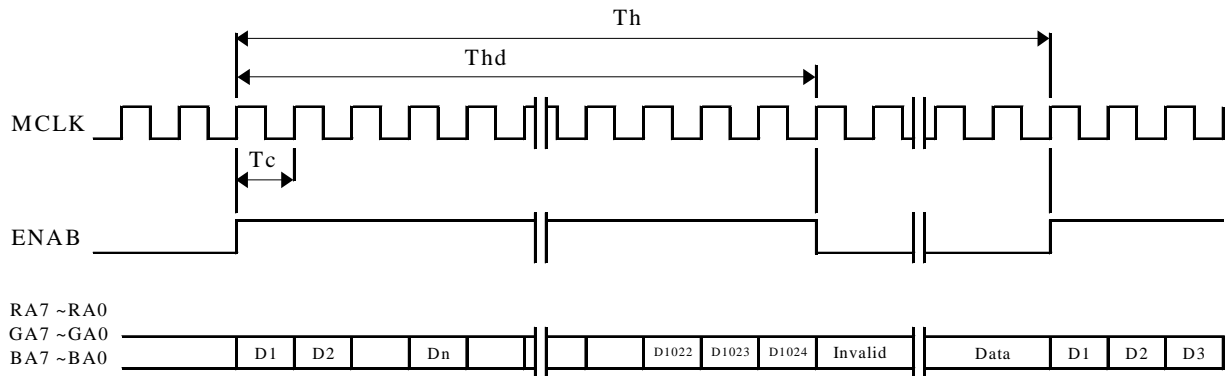 Th
Thd
MCLK
Tc
ENAB
RA7 ~RA0
GA7 ~GA0
BA7 ~BA0 D1 D2 Dn D1022 D1023 D1024 Invalid Data D1 D2 D3